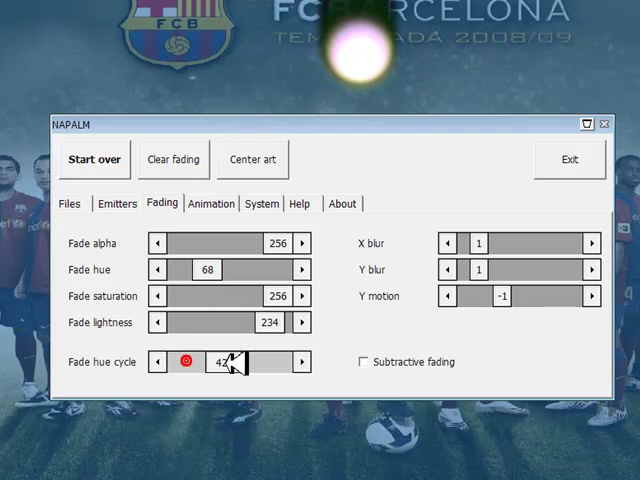 FC BARCELONA
TEMPORADA 2008/09
FCB
NAPALM
Start over
Clear fading
Center art
Exit
Files
Emitters
Fading
Animation
System
Help
About
Fade alpha
256
X blur
1
Fade hue
68
Y blur
1
Fade saturation
256
Y motion
-1
Fade lightness
234
Fade hue cycle
42
Subtractive fading